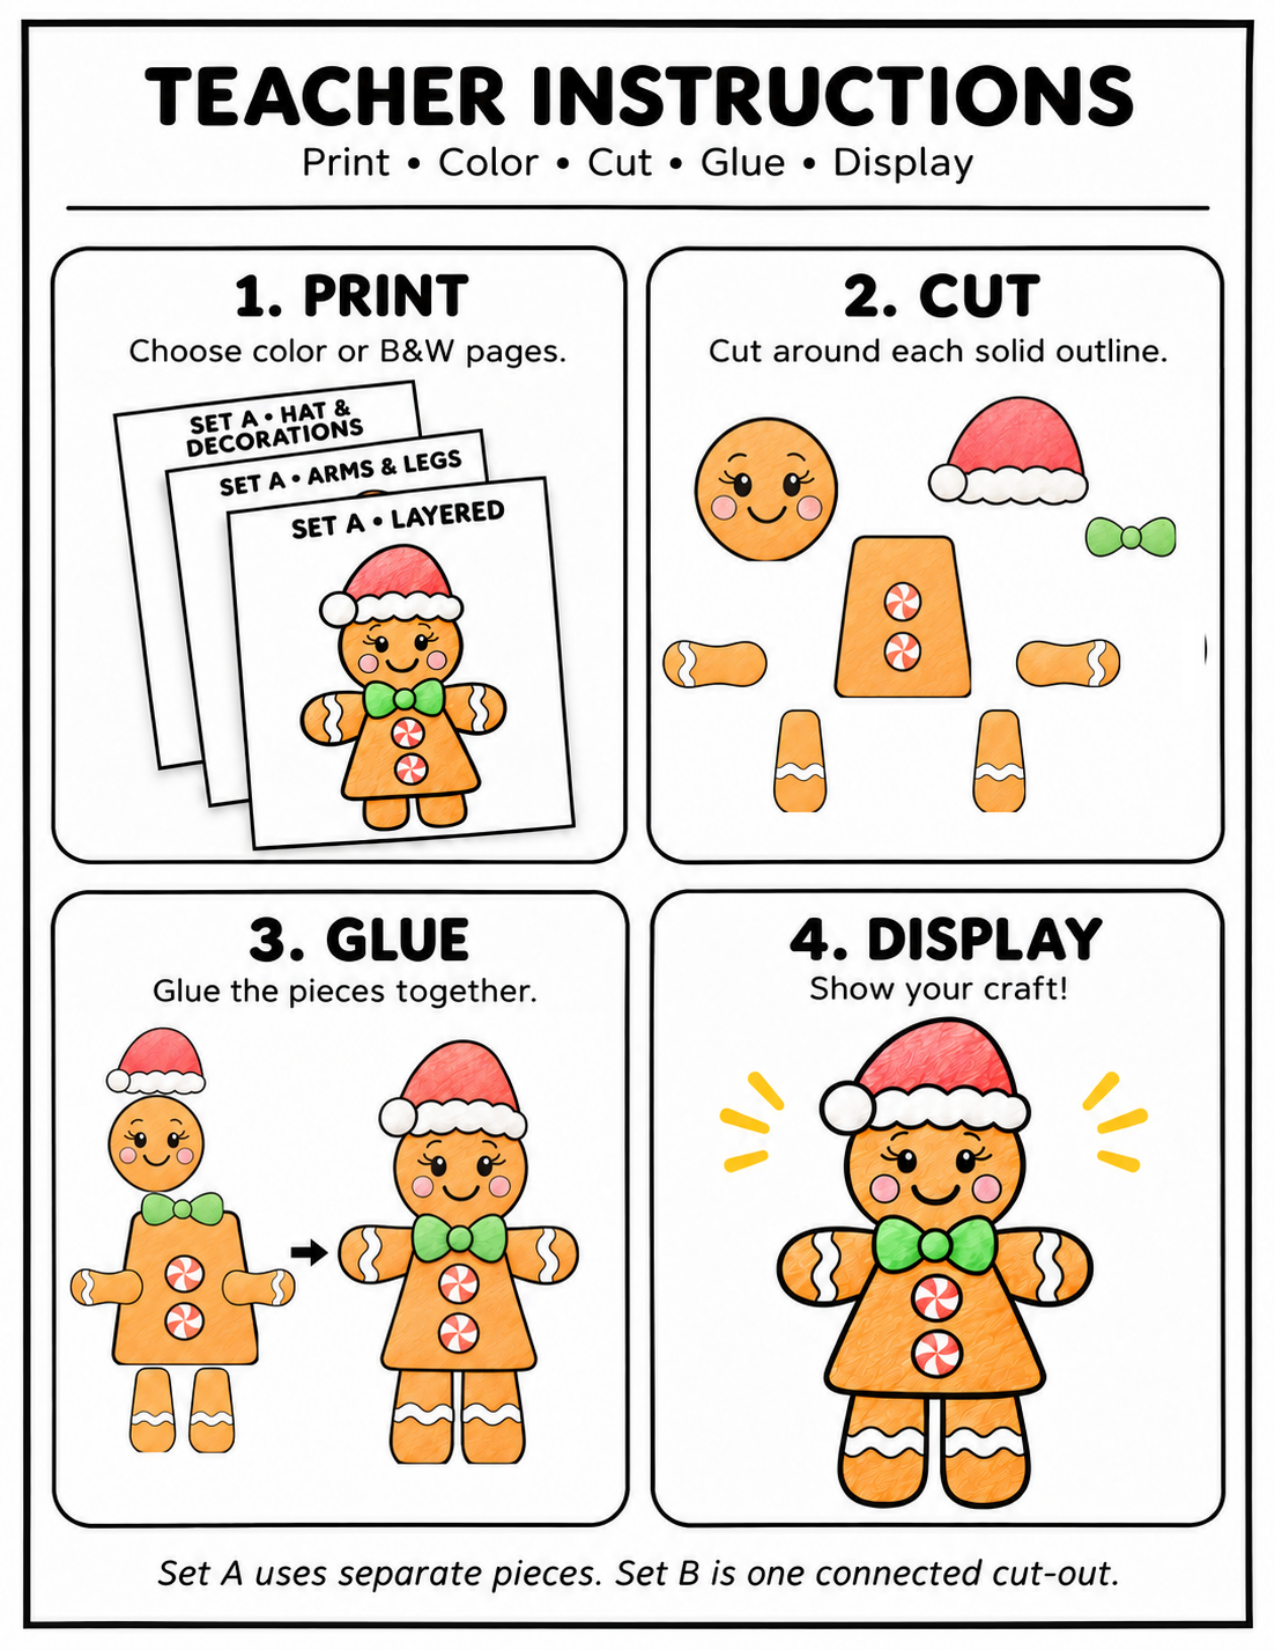 TEACHER INSTRUCTIONS
Print • Color • Cut • Glue • Display
1. PRINT
Choose color or B&W pages.
SET A • HAT &
DECORATIONS
SET A • ARMS & LEGS
SET A • LAYERED
2. CUT
Cut around each solid outline.
3. GLUE
Glue the pieces together.
4. DISPLAY
Show your craft!
Set A uses separate pieces. Set B is one connected cut-out.